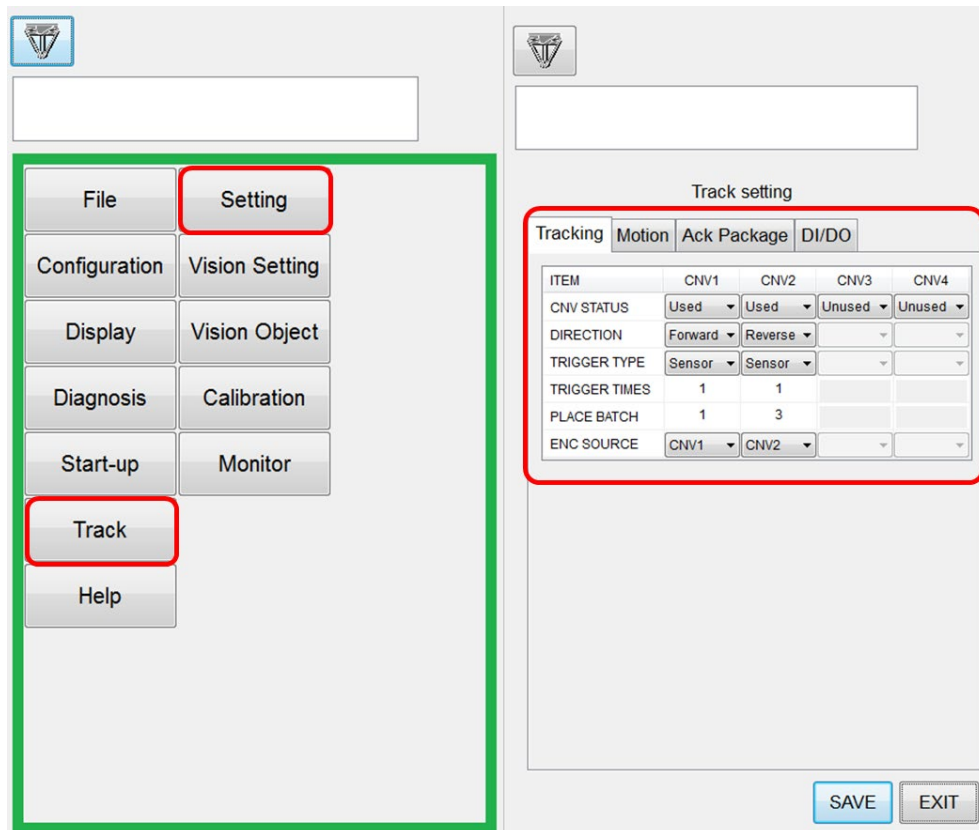 File Setting
Configuration Vision Setting
Display Vision Object
Diagnosis Calibration
Start-up Monitor
Track
Help
Track setting
Tracking Motion Ack Package DI/DO
ITEM CNV1 CNV2 CNV3 CNV4
CNV STATUS Used Used Unused Unused
DIRECTION Forward Reverse
TRIGGER TYPE Sensor Sensor
TRIGGER TIMES 1 1
PLACE BATCH 1 3
ENC SOURCE CNV1 CNV2
SAVE EXIT